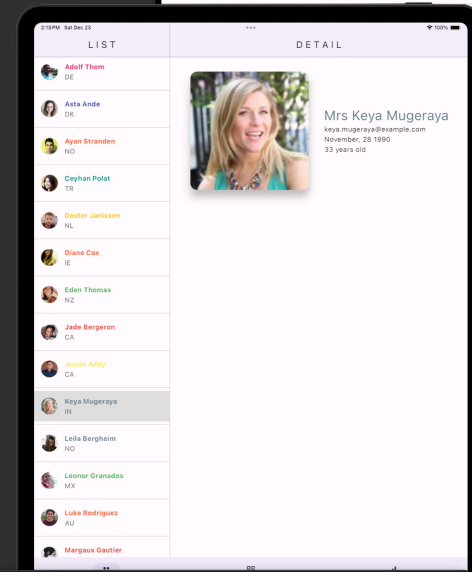 2:13 PM Sat Dec 23
100%
LIST
DETAIL
Adolf Thom
DE
Asta Ande
DK
Ayan Stranden
NO
Ceyhan Polat
TR
Dexter Janissen
NL
Diane Cox
IE
Eden Thomas
NZ
Jade Bergeron
CA
Justin Addy
CA
Keya Mugeraya
IN
Leila Bergheim
NO
Leonor Granados
MX
Luke Rodriguez
AU
Margaux Gautier
Mrs Keya Mugeraya
keya.mugeraya@example.com
November, 28 1990
33 years old